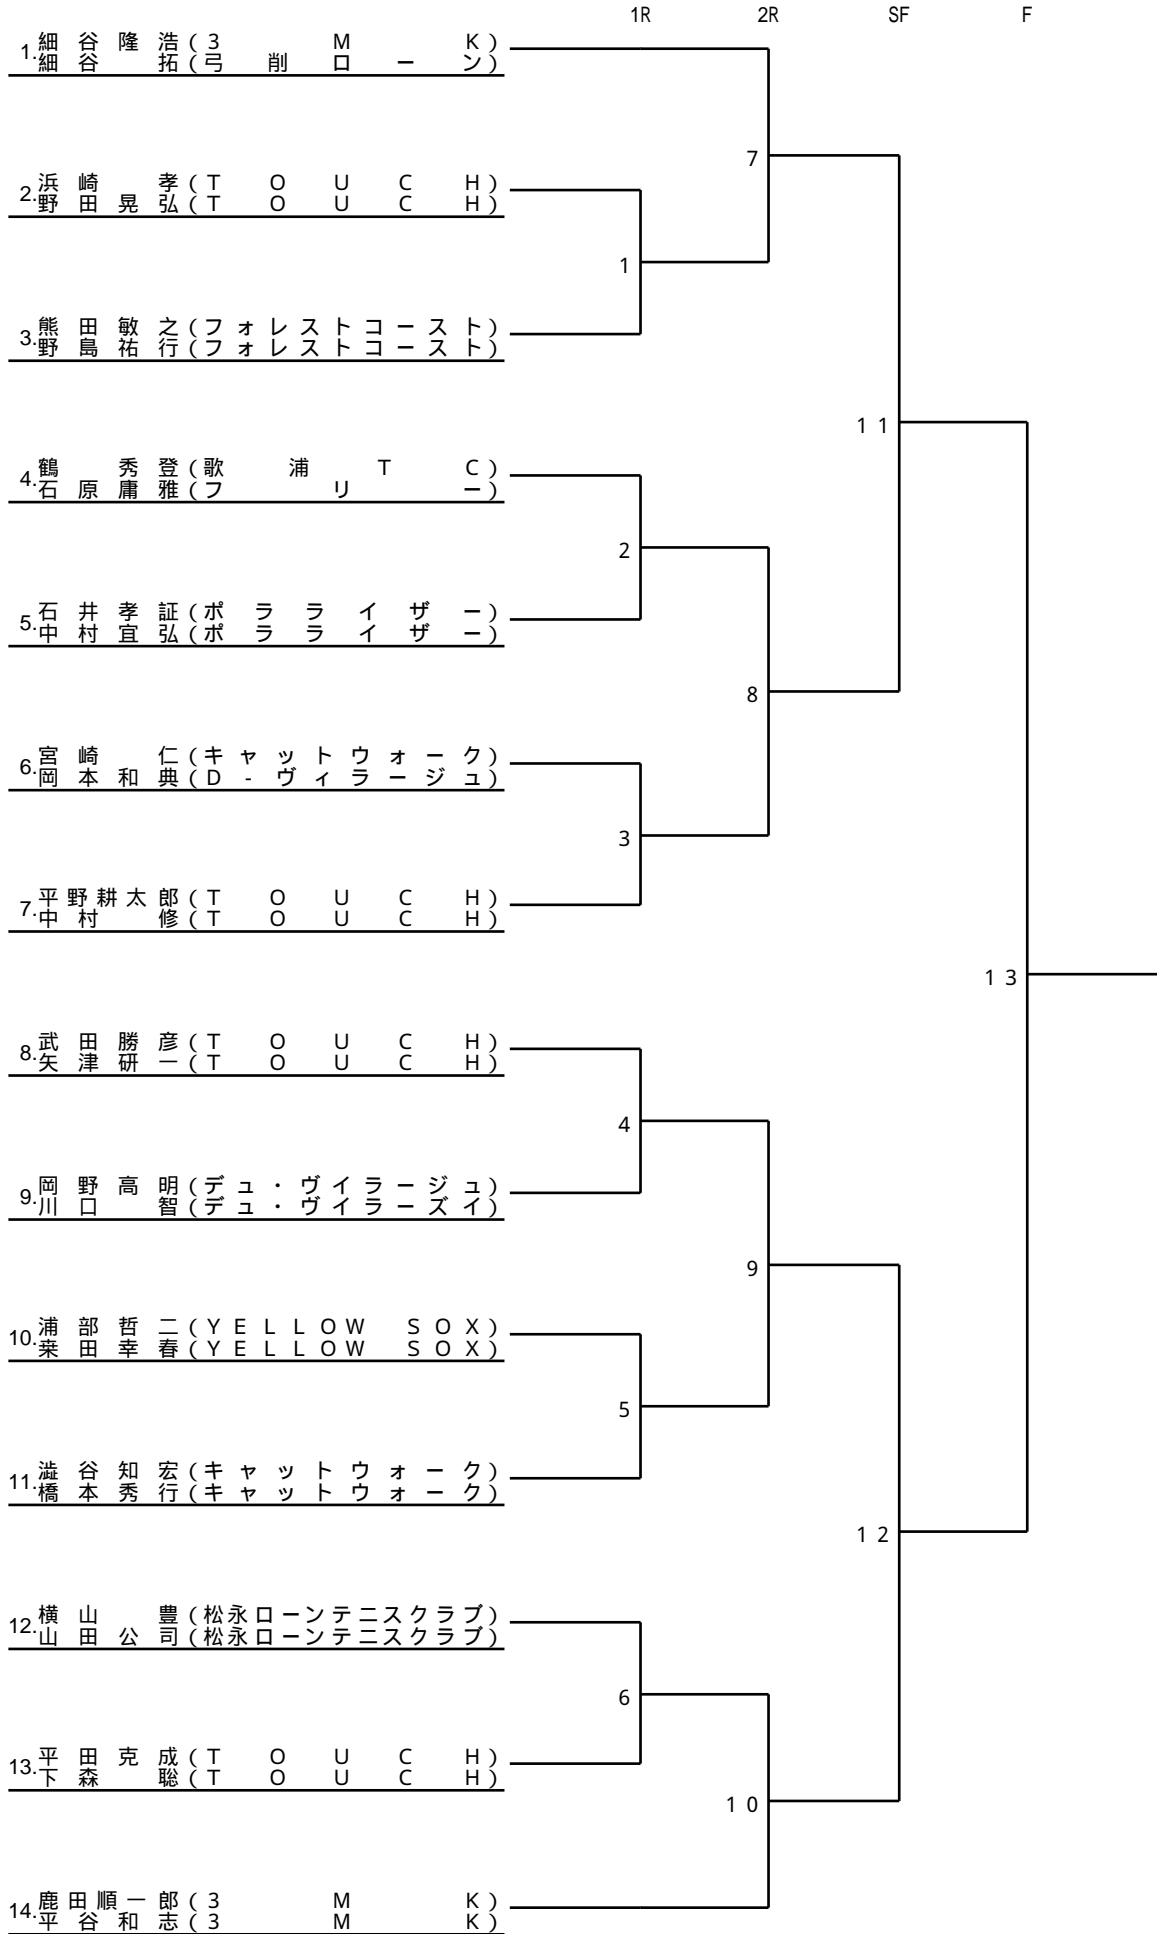 1R 2R SF F
1. 細谷隆浩(3MK)
細谷拓(弓削ローン)
7
2. 浜崎孝(TOUCH)
野田晃弘(TOUCH)
1
3. 熊田敏之(フォレストコースト)
野島祐行(フォレストコースト)
11
4. 鶴秀登(歌浦TC)
石原庸雅(フリー)
2
5. 石井孝証(ポラライザー)
中村宜弘(ポラライザー)
8
6. 宮崎仁(キャットウォーク)
岡本和典(D-ヴィラージュ)
3
7. 平野耕太郎(TOUCH)
中村修(TOUCH)
13
8. 武田勝彦(TOUCH)
矢津研一(TOUCH)
4
9. 岡野高明(デュ・ヴイラージュ)
川口智(デュ・ヴイラーズイ)
9
10. 浦部哲二(YELLOW SOX)
桒田幸春(YELLOW SOX)
5
11. 澁谷知宏(キャットウォーク)
橋本秀行(キャットウォーク)
12
12. 横山豊(松永ローンテニスクラブ)
山田公司(松永ローンテニスクラブ)
6
13. 平田克成(TOUCH)
下森聡(TOUCH)
10
14. 鹿田順一郎(3MK)
平谷和志(3MK)